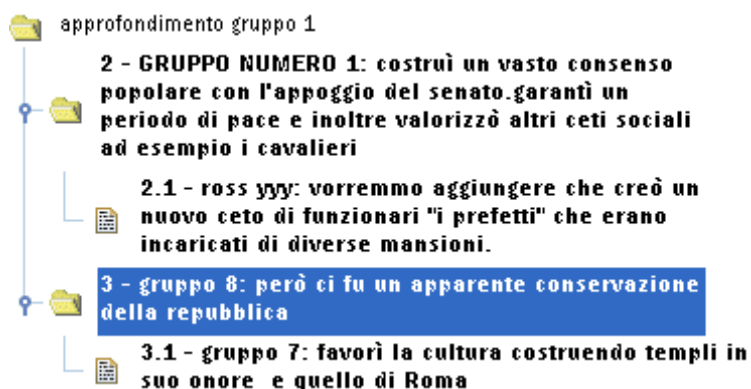 approfondimento gruppo 1
2 - GRUPPO NUMERO 1: costruì un vasto consenso
popolare con l'appoggio del senato.garantì un
periodo di pace e inoltre valorizzò altri ceti sociali
ad esempio i cavalieri
2.1 - ross yyy: vorremmo aggiungere che creò un
nuovo ceto di funzionari "i prefetti" che erano
incaricati di diverse mansioni.
3 - gruppo 8: però ci fu un apparente conservazione
della repubblica
3.1 - gruppo 7: favorì la cultura costruendo templi in
suo onore  e quello di Roma